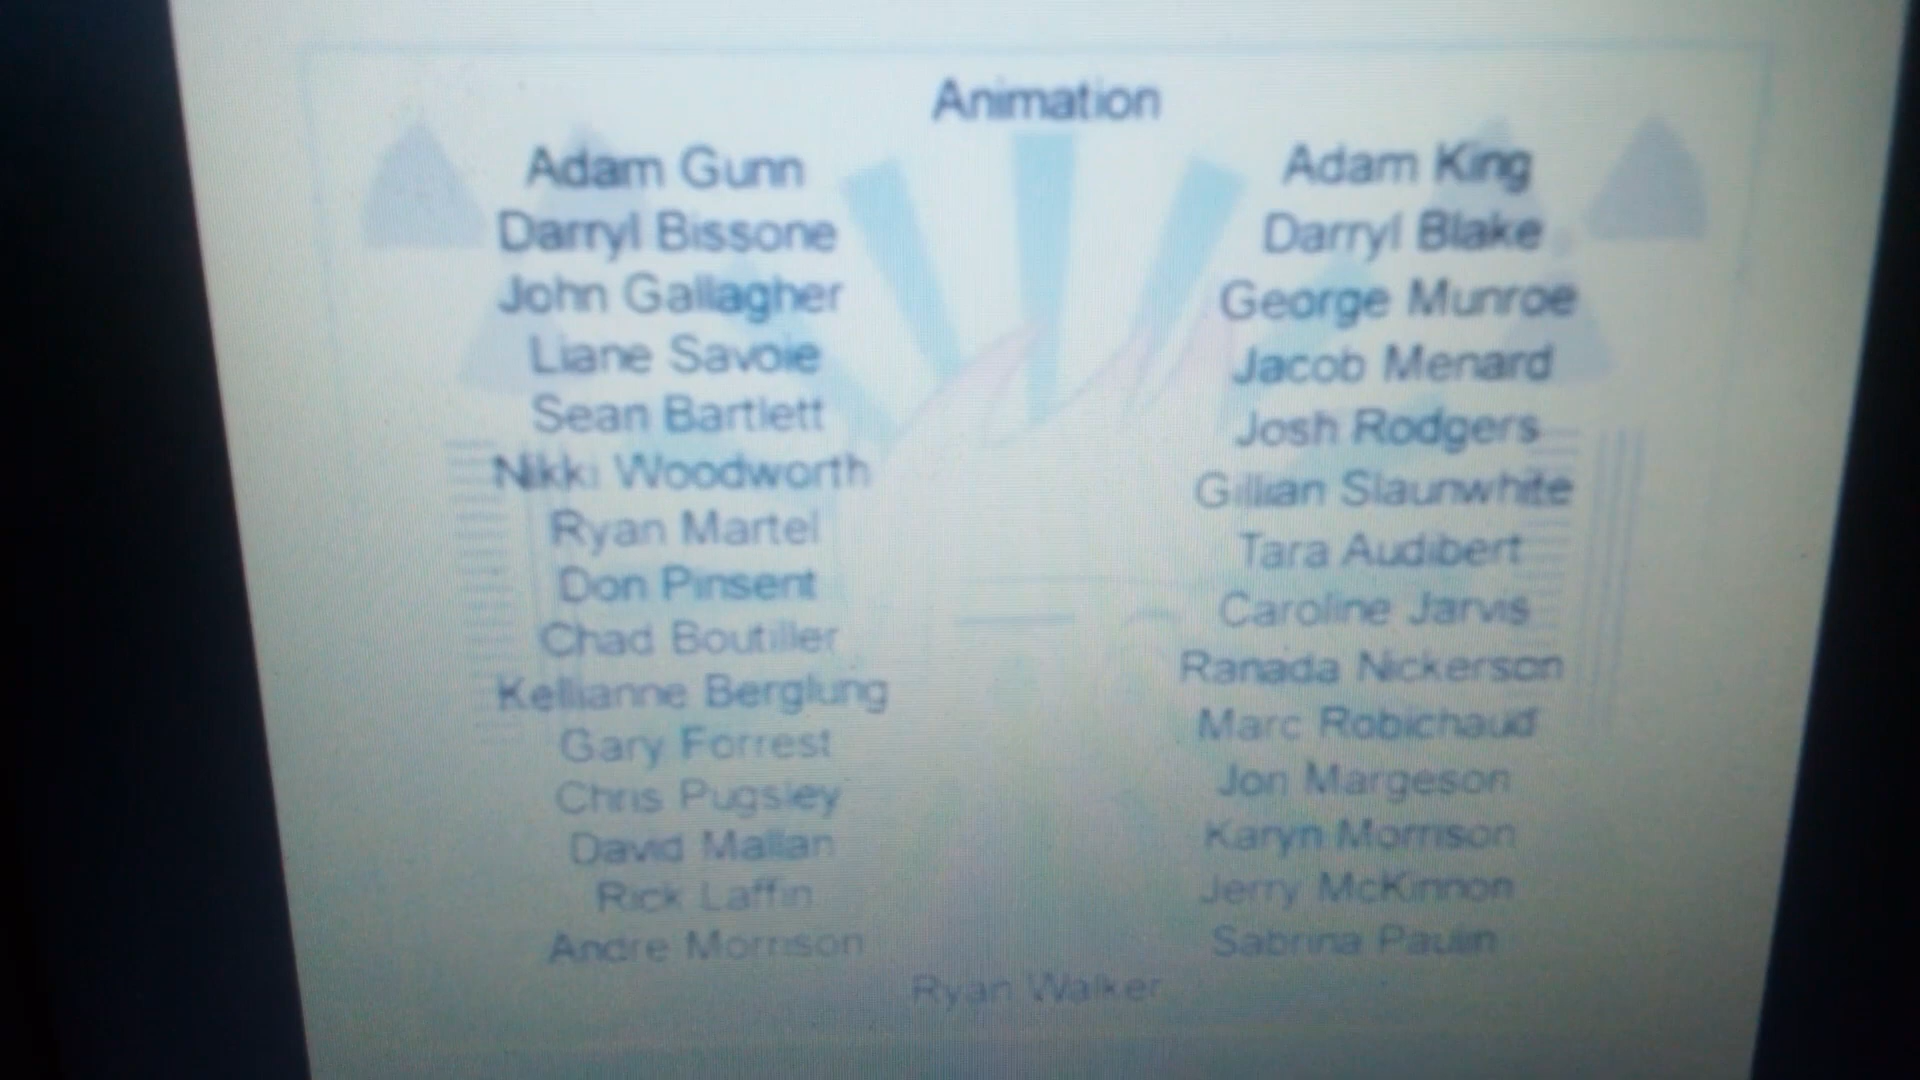 Animation
Adam Gunn
Darryl Bissone
John Gallagher
Liane Savoie
Sean Bartlett
Nikki Woodworth
Ryan Martel
Don Pinsent
Chad Boutilier
Kellianne Berglung
Gary Forrest
Chris Pugsley
David Mallan
Rick Laffin
Andre Morrison
Adam King
Darryl Blake
George Munroe
Jacob Menard
Josh Rodgers
Gillian Slaunwhite
Tara Audibert
Caroline Jarvis
Ranada Nickerson
Marc Robichaud
Jon Margeson
Karyn Morrison
Jerry McKinnon
Sabrina Paulin
Ryan Walker